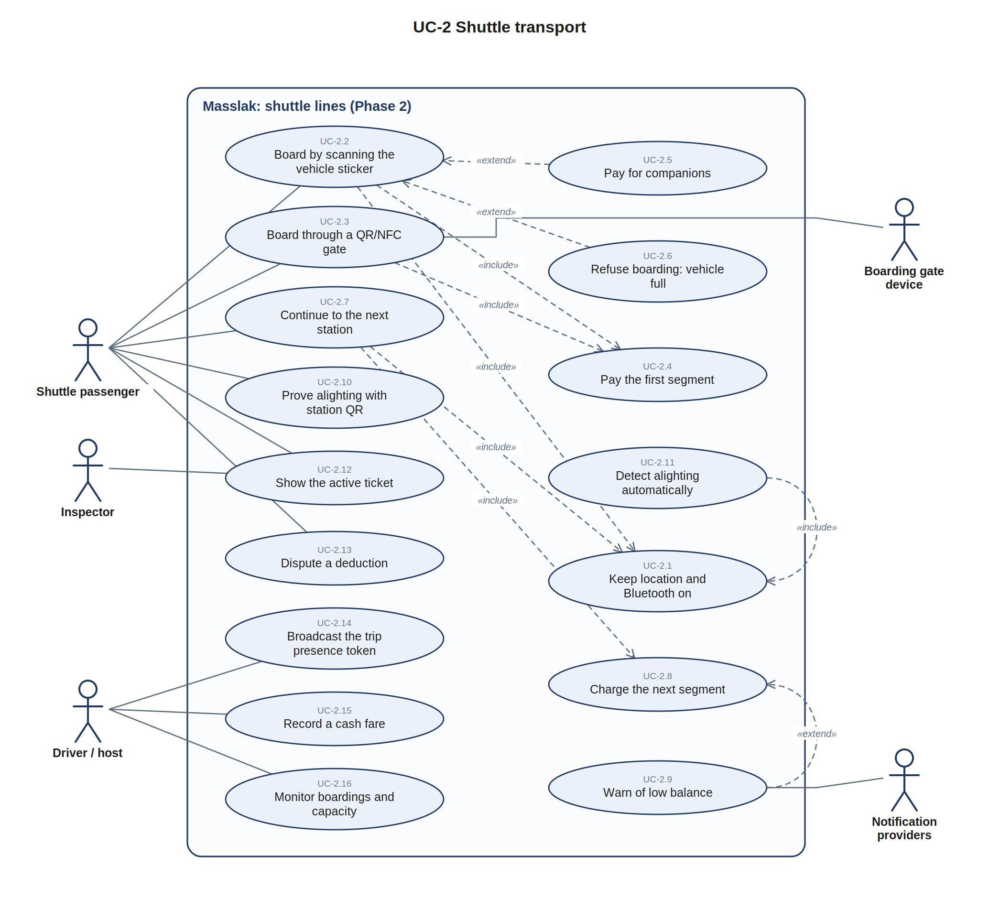 UC-2 Shuttle transport
Masslak: shuttle lines (Phase 2)
UC-2.2
Board by scanning the
vehicle sticker
«extend»
UC-2.5
Pay for companions
«extend»
UC-2.3
Board through a QR/NFC
gate
UC-2.6
Refuse boarding: vehicle
full
«include»
Boarding gate
device
«include»
UC-2.7
Continue to the next
station
«include»
UC-2.4
Pay the first segment
UC-2.10
Prove alighting with
station QR
Shuttle passenger
«include»
UC-2.11
Detect alighting
automatically
UC-2.12
Show the active ticket
«include»
Inspector
«include»
UC-2.13
Dispute a deduction
UC-2.1
Keep location and
Bluetooth on
UC-2.14
Broadcast the trip
presence token
UC-2.8
Charge the next segment
UC-2.15
Record a cash fare
«extend»
Driver / host
UC-2.16
Monitor boardings and
capacity
UC-2.9
Warn of low balance
Notification
providers